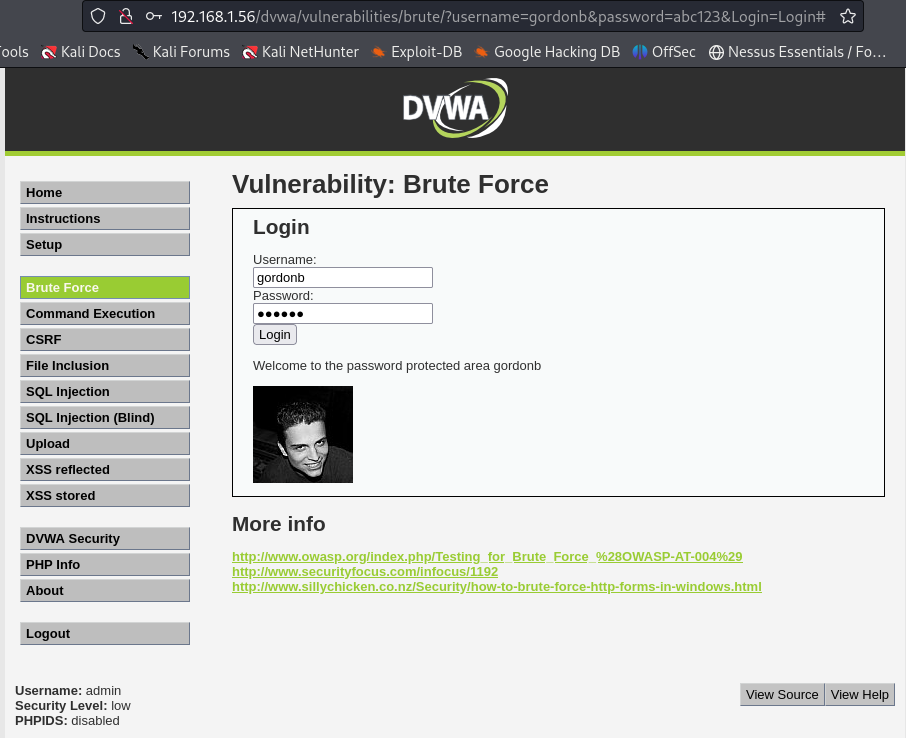 192.168.1.56/dvwa/vulnerabilities/brute/?username=gordonb&password=abc123&Login=Login#
ools Kali Docs Kali Forums Kali NetHunter Exploit-DB Google Hacking DB OffSec Nessus Essentials / Fo…
DVWA
Home
Instructions
Setup
Brute Force
Command Execution
CSRF
File Inclusion
SQL Injection
SQL Injection (Blind)
Upload
XSS reflected
XSS stored
DVWA Security
PHP Info
About
Logout
Vulnerability: Brute Force
Login
Username:
gordonb
Password:
●●●●●●
Login
Welcome to the password protected area gordonb
More info
http://www.owasp.org/index.php/Testing_for_Brute_Force_%28OWASP-AT-004%29
http://www.securityfocus.com/infocus/1192
http://www.sillychicken.co.nz/Security/how-to-brute-force-http-forms-in-windows.html
Username: admin
Security Level: low
PHPIDS: disabled
View Source View Help